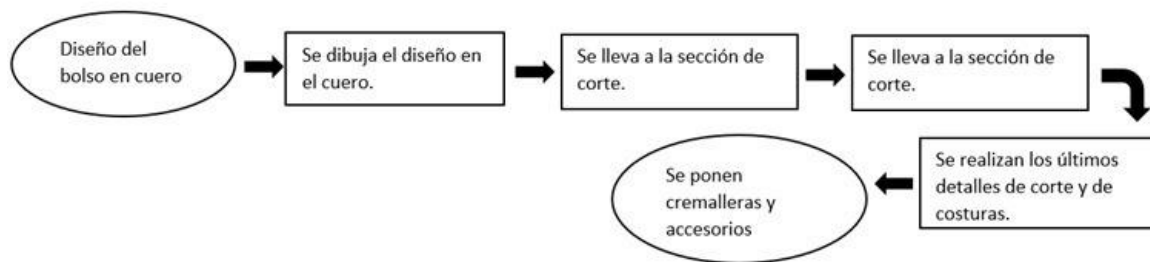 Diseño del
bolso en cuero
Se dibuja el diseño en
el cuero.
Se lleva a la sección de
corte.
Se lleva a la sección de
corte.
Se realizan los últimos
detalles de corte y de
costuras.
Se ponen
cremalleras y
accesorios